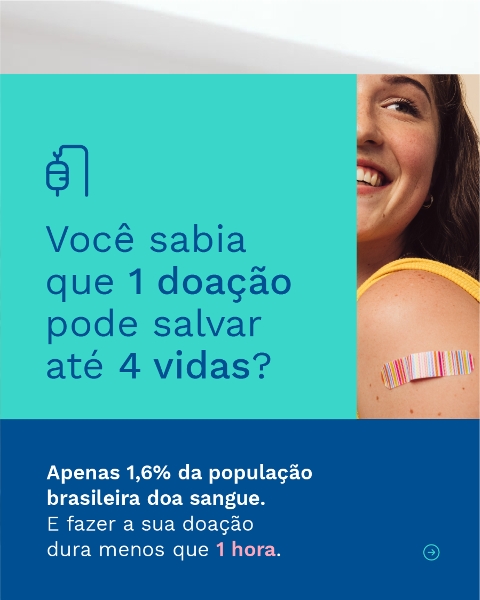 Você sabia
que 1 doação
pode salvar
até 4 vidas?
Apenas 1,6% da população
brasileira doa sangue.
E fazer a sua doação
dura menos que 1 hora.